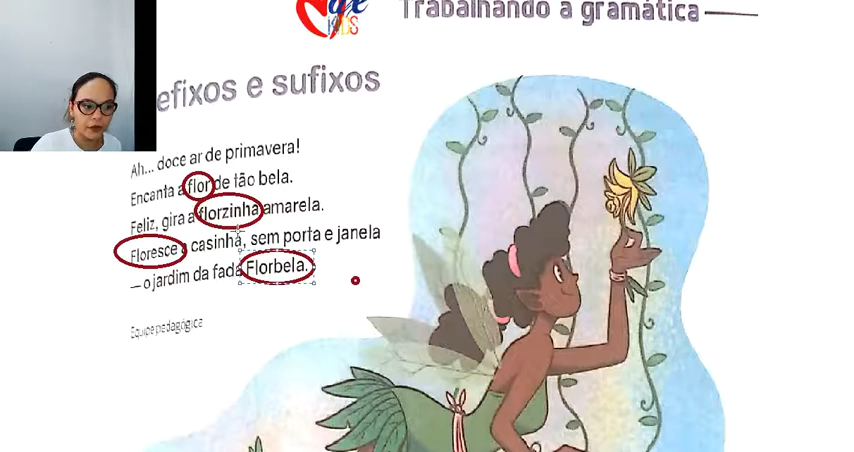 Trabalhando a gramática
KIDS
efixos e sufixos
Ah... doce ar de primavera!
Encanta a flor de tão bela.
Feliz, gira a florzinha amarela.
Floresce a casinha, sem porta e janela
— o jardim da fada Florbela.
Equipe pedagógica